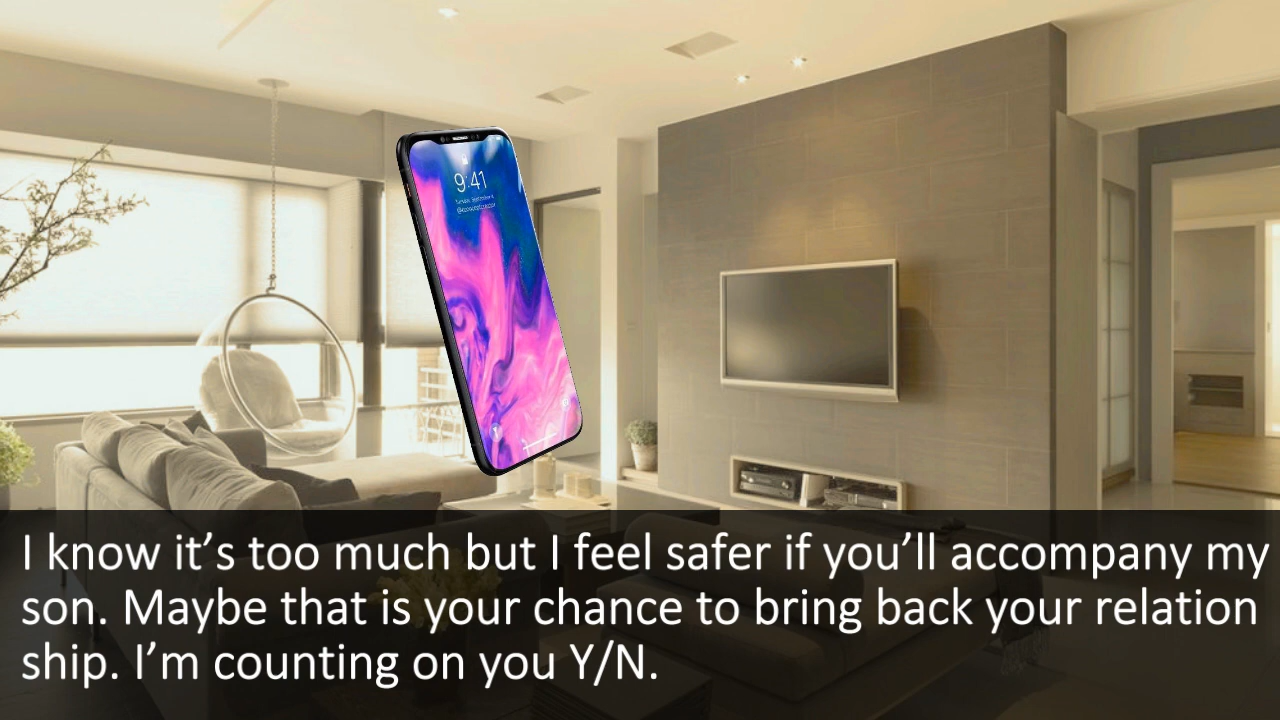 9:41
I know it’s too much but I feel safer if you’ll accompany my
son. Maybe that is your chance to bring back your relation
ship. I’m counting on you Y/N.